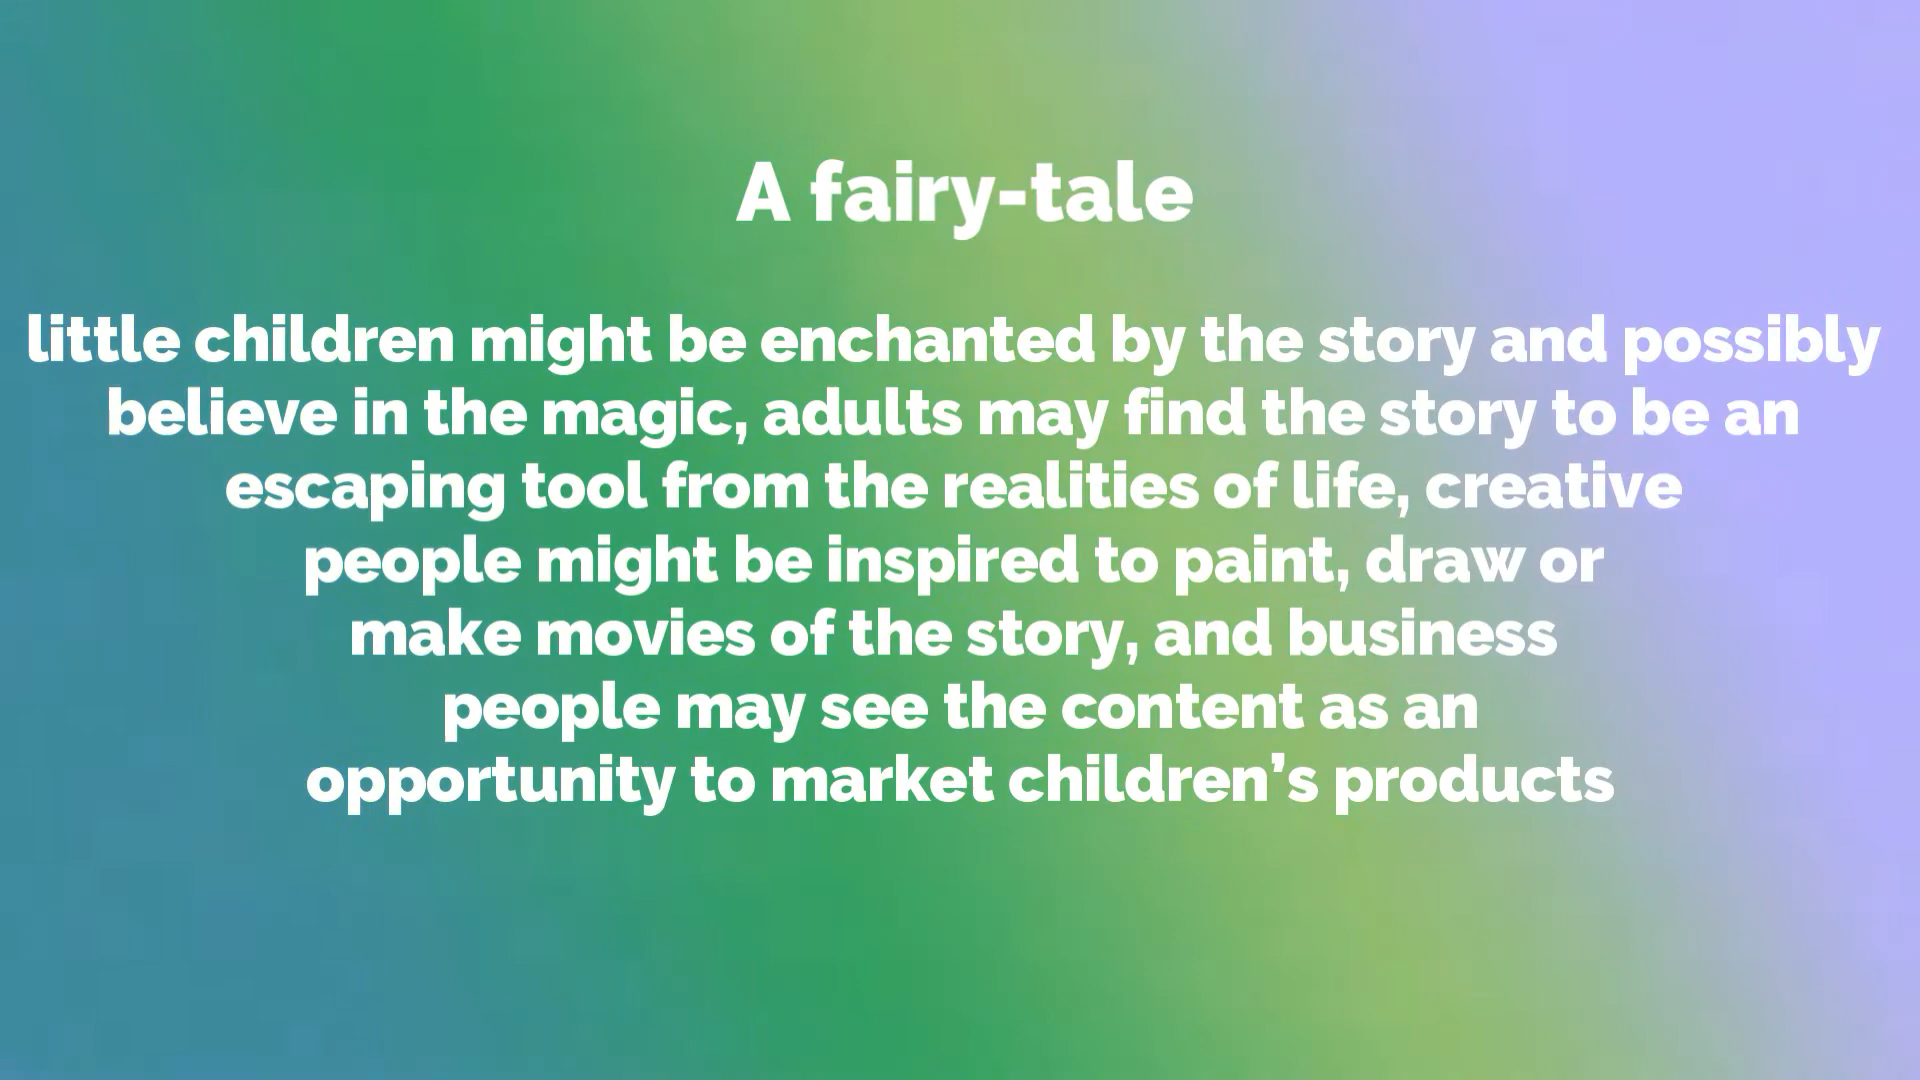 A fairy-tale
little children might be enchanted by the story and possibly
believe in the magic, adults may find the story to be an
escaping tool from the realities of life, creative
people might be inspired to paint, draw or
make movies of the story, and business
people may see the content as an
opportunity to market children’s products